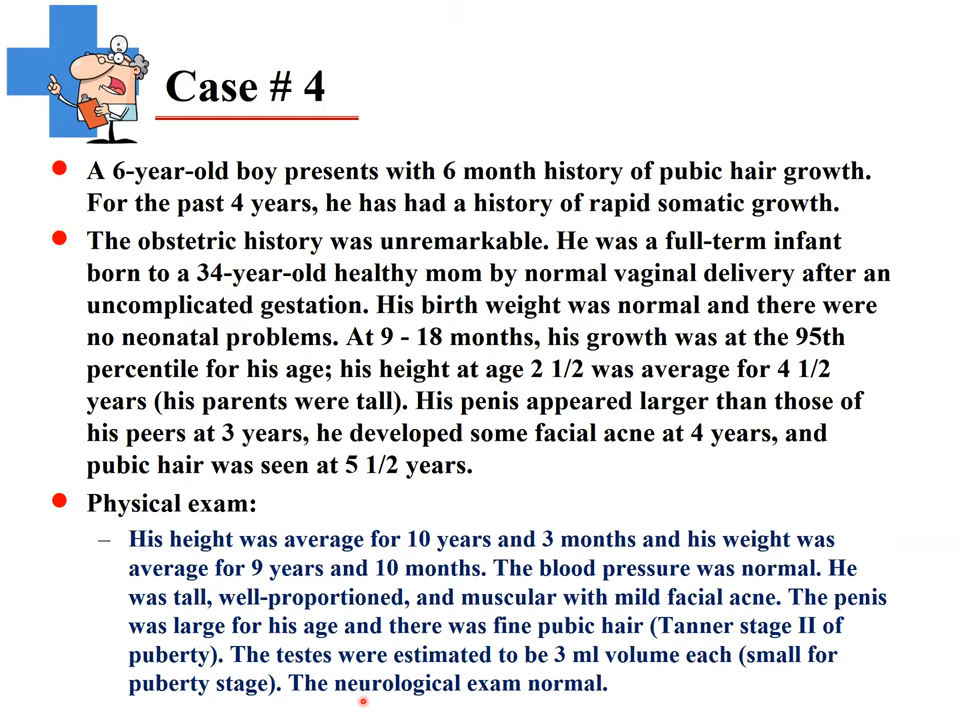 Case # 4
A 6-year-old boy presents with 6 month history of pubic hair growth.
For the past 4 years, he has had a history of rapid somatic growth.
The obstetric history was unremarkable. He was a full-term infant
born to a 34-year-old healthy mom by normal vaginal delivery after an
uncomplicated gestation. His birth weight was normal and there were
no neonatal problems. At 9 - 18 months, his growth was at the 95th
percentile for his age; his height at age 2 1/2 was average for 4 1/2
years (his parents were tall). His penis appeared larger than those of
his peers at 3 years, he developed some facial acne at 4 years, and
pubic hair was seen at 5 1/2 years.
Physical exam:
– His height was average for 10 years and 3 months and his weight was
average for 9 years and 10 months. The blood pressure was normal. He
was tall, well-proportioned, and muscular with mild facial acne. The penis
was large for his age and there was fine pubic hair (Tanner stage II of
puberty). The testes were estimated to be 3 ml volume each (small for
puberty stage). The neurological exam normal.